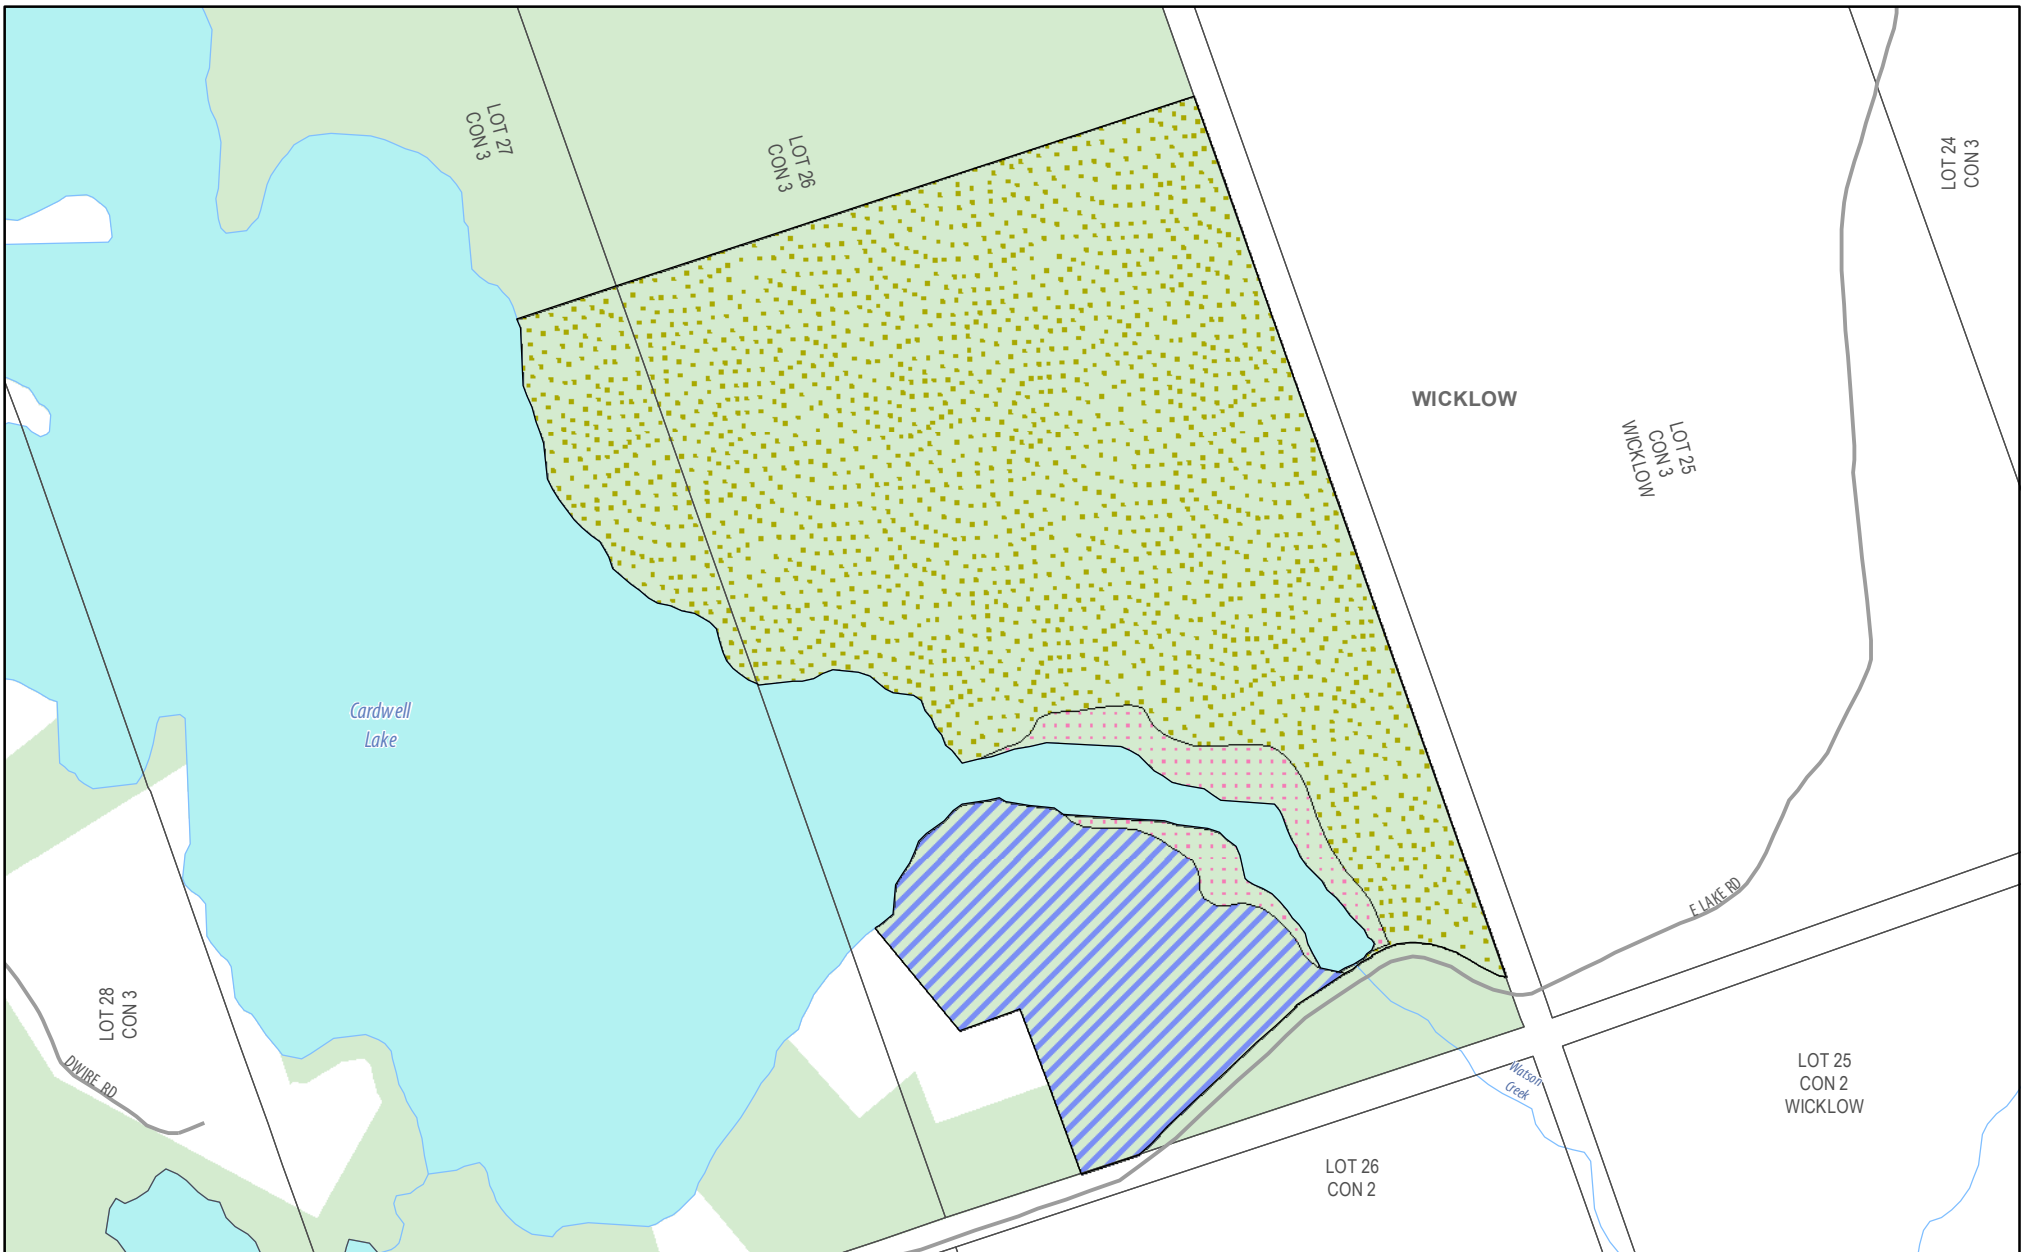 LOT 27
CON 3
LOT 26
CON 3
LOT 24
CON 3
WICKLOW
LOT 25
CON 3
WICKLOW
Cardwell
Lake
E LAKE RD
LOT 28
CON 3
DWIRE RD
Watson
Creek
LOT 25
CON 2
WICKLOW
LOT 26
CON 2